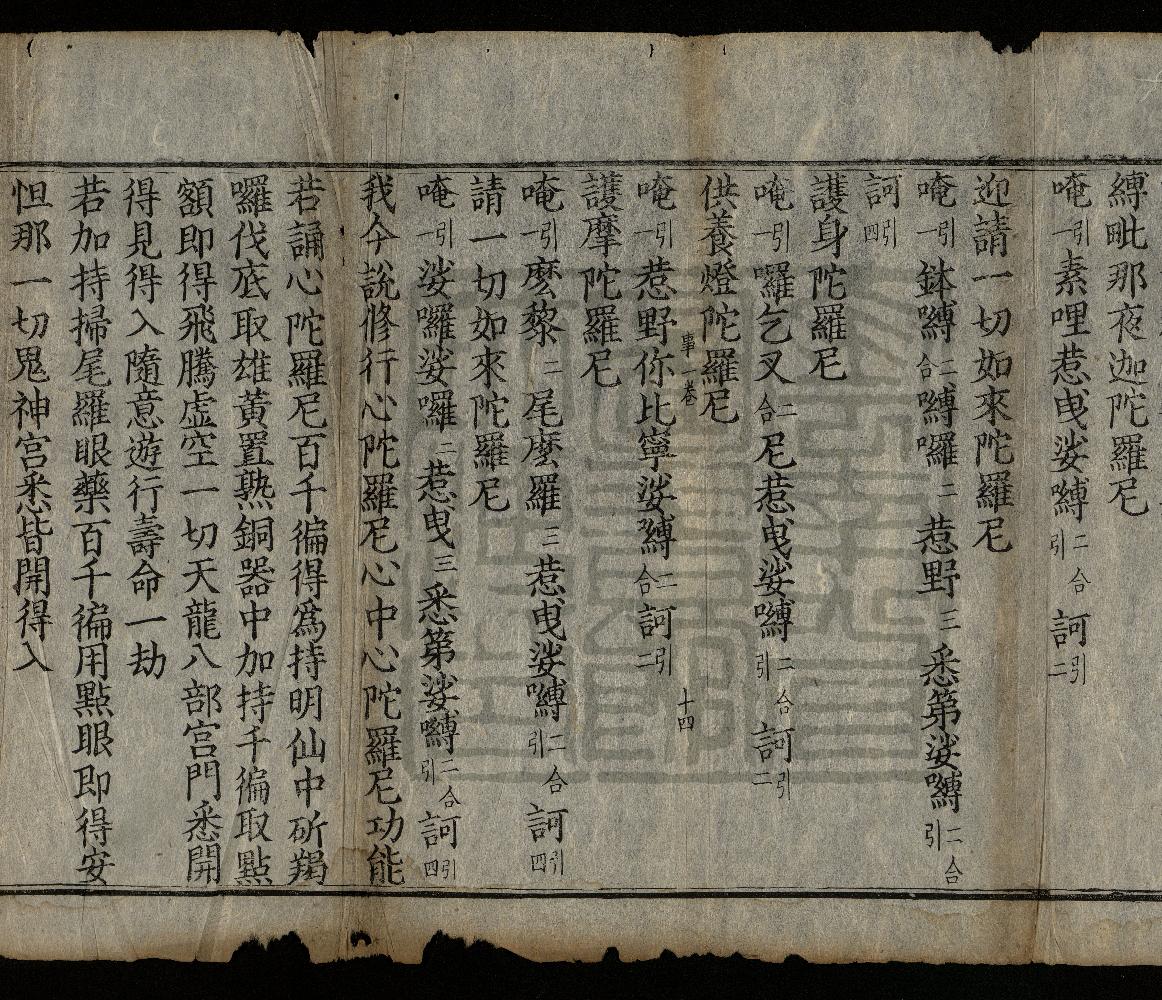 縛毗那夜迦陀羅尼
唵引一素哩惹曳娑嚩二合引訶引二
迎請一切如來陀羅尼
唵引一鉢嚩二合嚩囉二惹野三悉第娑嚩二合引
訶引四
護身陀羅尼
唵引一囉乞叉二合尼惹曳娑嚩二合引訶引二
供養燈陀羅尼
事一卷 十四
唵引一惹野你比寧娑嚩二合訶引二
護摩陀羅尼
唵引一麽黎二尾麽羅三惹曳娑嚩二合引訶引四
請一切如來陀羅尼
唵引一娑囉娑囉二惹曳三悉第娑嚩二合引訶引四
我今說修行心陀羅尼心中心陀羅尼功能
若誦心陀羅尼百千徧得爲持明仙中斫羯
囉伐底取雄黃置熟銅器中加持千徧取點
額即得飛騰虛空一切天龍八部宮門悉開
得見得入隨意遊行壽命一劫
若加持掃尾羅眼藥百千徧用點眼即得安
怛那一切鬼神宮悉皆開得入